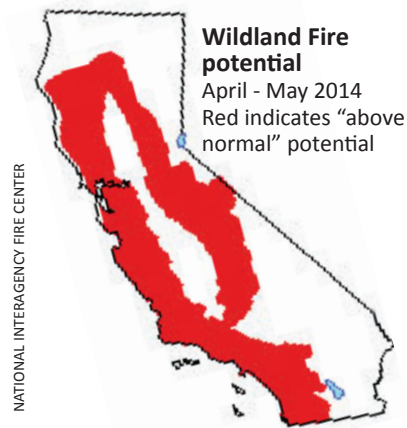 Wildland Fire
potential
April - May 2014
Red indicates “above
normal” potential
NATIONAL INTERAGENCY FIRE CENTER